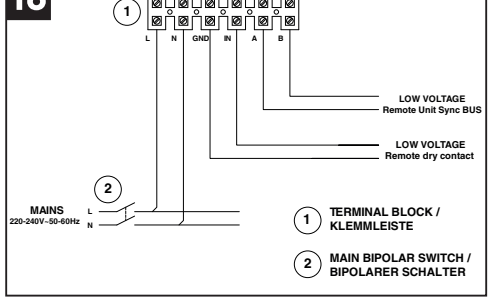 1
L N GND IN A B
LOW VOLTAGE
Remote Unit Sync BUS
LOW VOLTAGE
Remote dry contact
2
MAINS
220-240V~50-60Hz
L
N
1 TERMINAL BLOCK /
KLEMMLEISTE
2 MAIN BIPOLAR SWITCH /
BIPOLARER SCHALTER